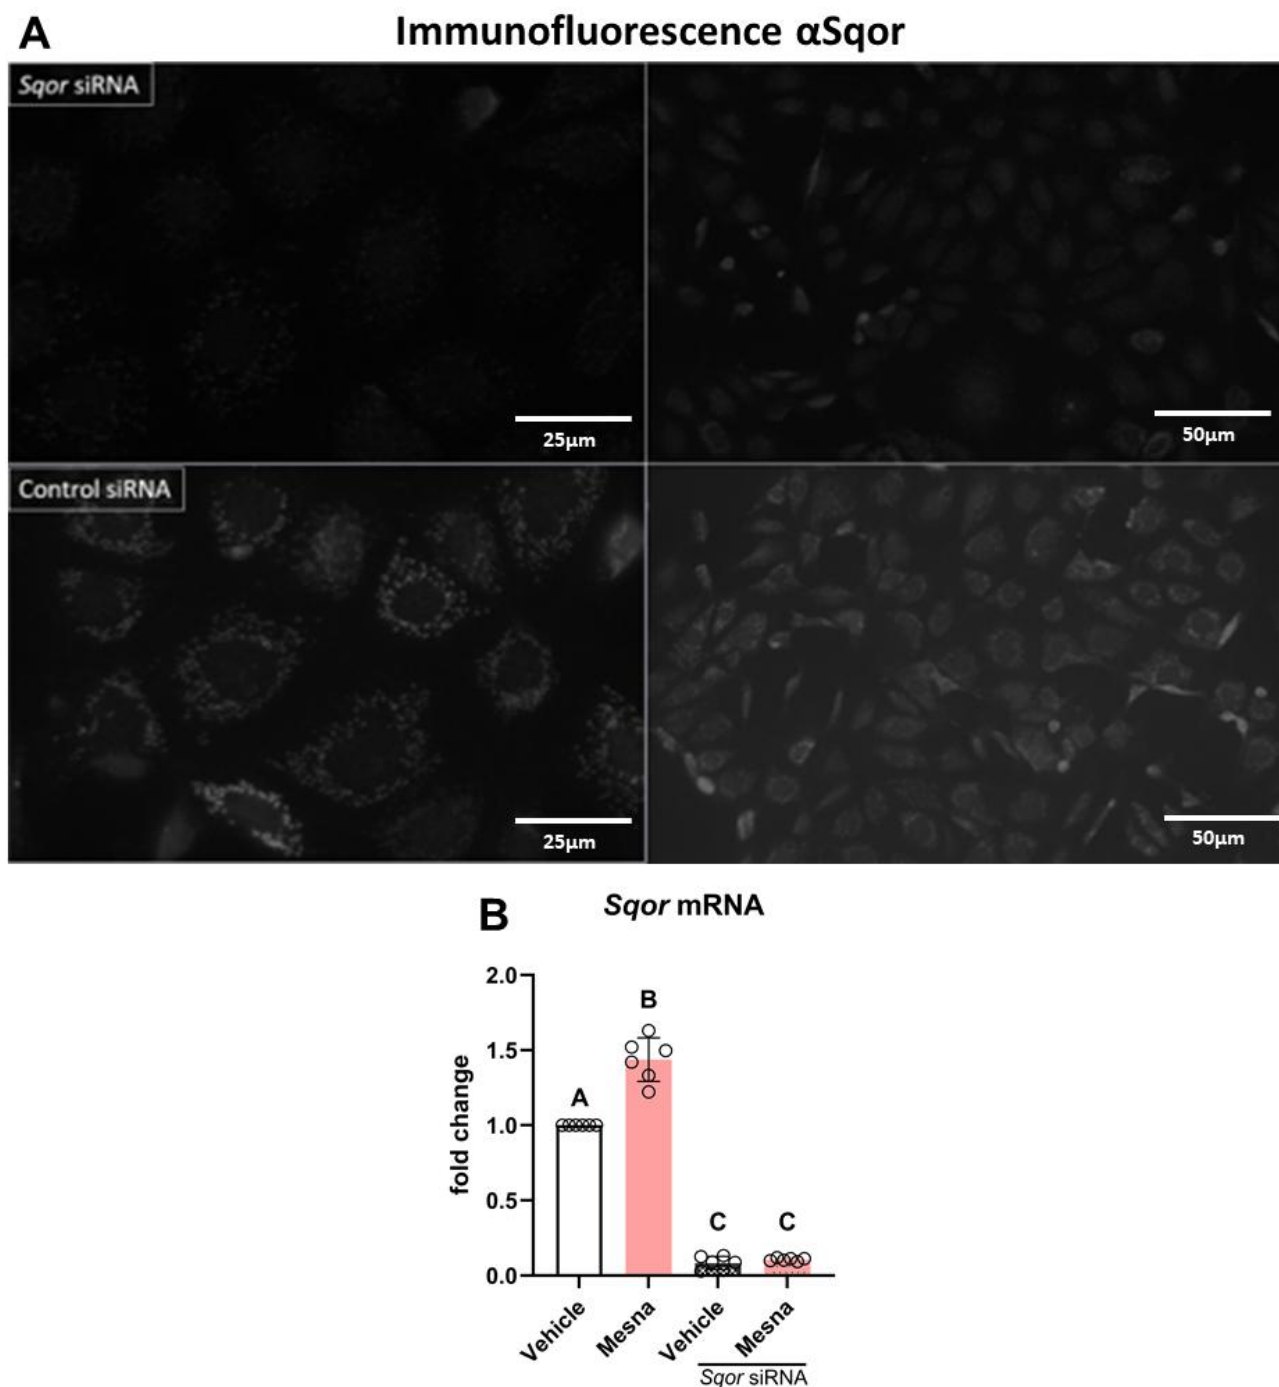 A
Immunofluorescence αSqor
Sqor siRNA
25μm
50μm
Control siRNA
25μm
50μm
B
Sqor mRNA
fold change
2.0
1.5
1.0
0.5
0.0
A
B
C
C
Vehicle
Mesna
Vehicle
Mesna
Sqor siRNA